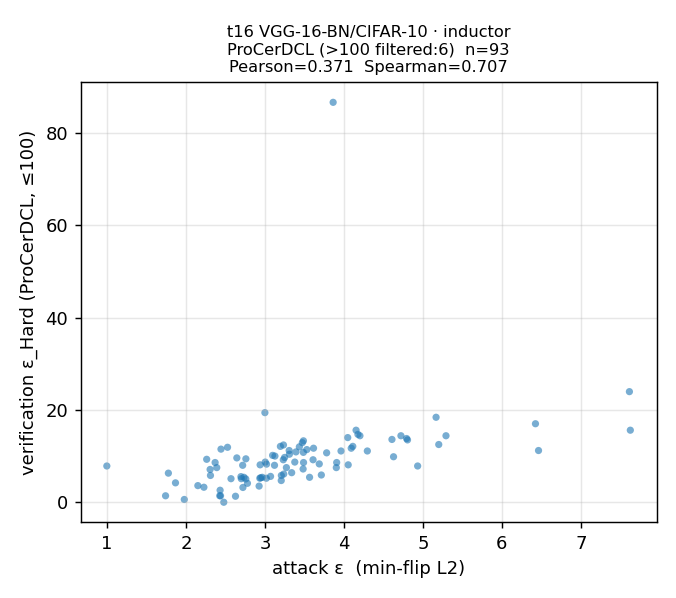 t16 VGG-16-BN/CIFAR-10 · inductor
ProCerDCL (>100 filtered:6)  n=93
Pearson=0.371  Spearman=0.707
verification ε_Hard (ProCerDCL, ≤100)
80
60
40
20
0
1 2 3 4 5 6 7
attack ε  (min-flip L2)